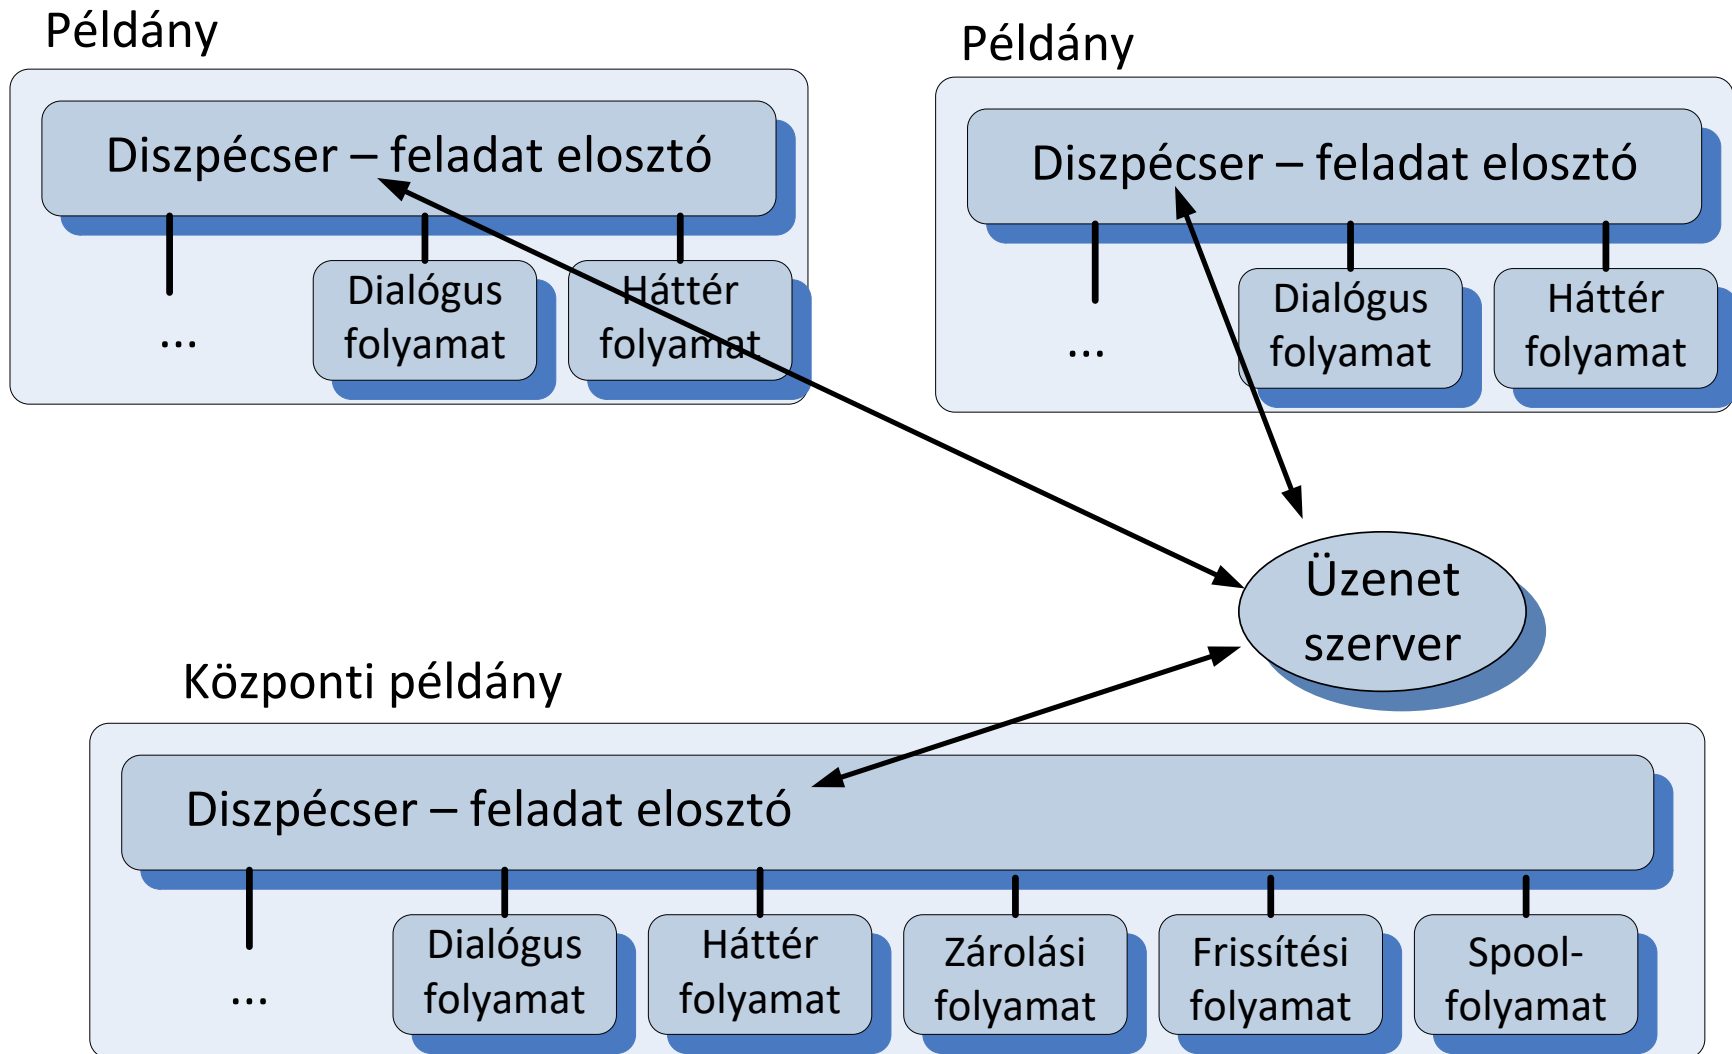 Példány
Diszpécser – feladat elosztó
...
Dialógus
folyamat
Háttér
folyamat
Példány
Diszpécser – feladat elosztó
...
Dialógus
folyamat
Háttér
folyamat
Üzenet
szerver
Központi példány
Diszpécser – feladat elosztó
...
Dialógus
folyamat
Háttér
folyamat
Zárolási
folyamat
Frissítési
folyamat
Spool-
folyamat